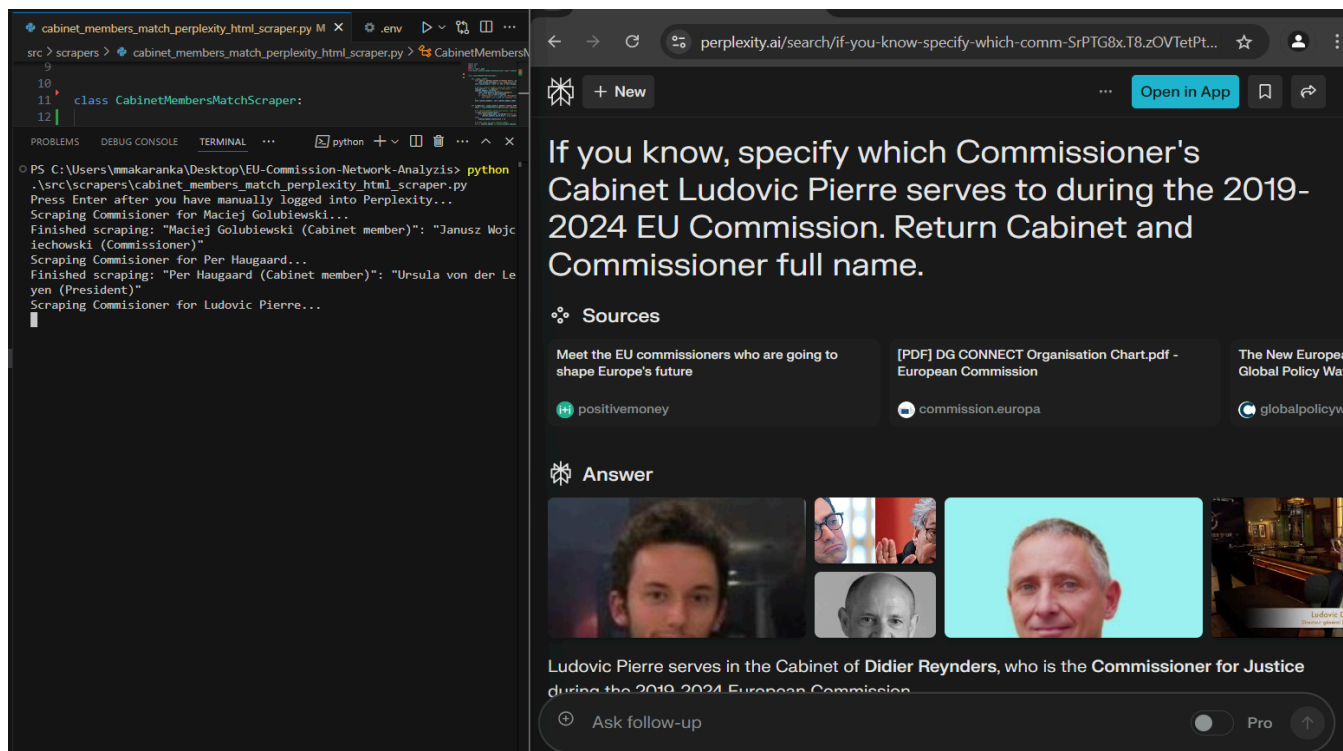 cabinet_members_match_perplexity_html_scraper.py M
.env
src > scrapers > cabinet_members_match_perplexity_html_scraper.py > CabinetMembersM
9
10
11 class CabinetMembersMatchScraper:
12
PROBLEMS DEBUG CONSOLE TERMINAL python
PS C:\Users\mmakaranka\Desktop\EU-Commission-Network-Analyzis> python
.\src\scrapers\cabinet_members_match_perplexity_html_scraper.py
Press Enter after you have manually logged into Perplexity...
Scraping Commisioner for Maciej Golubiewski...
Finished scraping: "Maciej Golubiewski (Cabinet member)": "Janusz Wojc
iechowski (Commissioner)"
Scraping Commisioner for Per Haugaard...
Finished scraping: "Per Haugaard (Cabinet member)": "Ursula von der Le
yen (President)"
Scraping Commisioner for Ludovic Pierre...
perplexity.ai/search/if-you-know-specify-which-comm-SrPTG8x.T8.zOVTetPt...
New
Open in App
If you know, specify which Commissioner's
Cabinet Ludovic Pierre serves to during the 2019-
2024 EU Commission. Return Cabinet and
Commissioner full name.
Sources
Meet the EU commissioners who are going to
shape Europe's future
positivemoney
[PDF] DG CONNECT Organisation Chart.pdf -
European Commission
commission.europa
The New Europea
Global Policy Wa
globalpolicyw
Answer
Ludovic Pierre serves in the Cabinet of Didier Reynders, who is the Commissioner for Justice
during the 2019-2024 European Commission
Ask follow-up
Pro